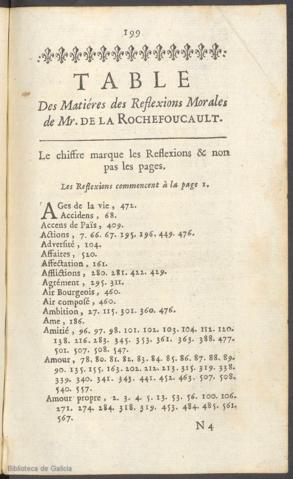 199
TABLE
Des Matiéres des Reflexions Morales
de Mr. DE LA ROCHEFOUCAULT.
Le chiffre marque les Reflexions & non
pas les pages.
Les Reflexions commencent à la page 1.
AGes de la vie, 472.
Accidens, 68.
Accens de Païs, 409.
Actions, 7. 66. 67. 195. 196. 449. 476.
Adversité, 104.
Affaires, 520.
Affectation, 161.
Afflictions, 280. 281. 422. 429.
Agrément, 295. 311.
Air Bourgeois, 460.
Air composé, 460.
Ambition, 27. 115. 301. 360. 476.
Ame, 186.
Amitié, 96. 97. 98. 101. 102. 103. 104. 111. 120.
138. 216. 283. 345. 353. 361. 363. 388. 477.
501. 507. 508. 547.
Amour, 78. 80. 81. 82. 83. 84. 85. 86. 87. 88. 89.
90. 135. 155. 163. 202. 212. 213. 315. 319. 338.
339. 340. 341. 343. 441. 452. 463. 507. 508.
540. 557.
Amour propre, 2. 3. 4. 5. 13. 53. 56. 100. 106.
271. 274. 284. 318. 319. 453. 484. 485. 561.
567.
N 4
Biblioteca de Galicia